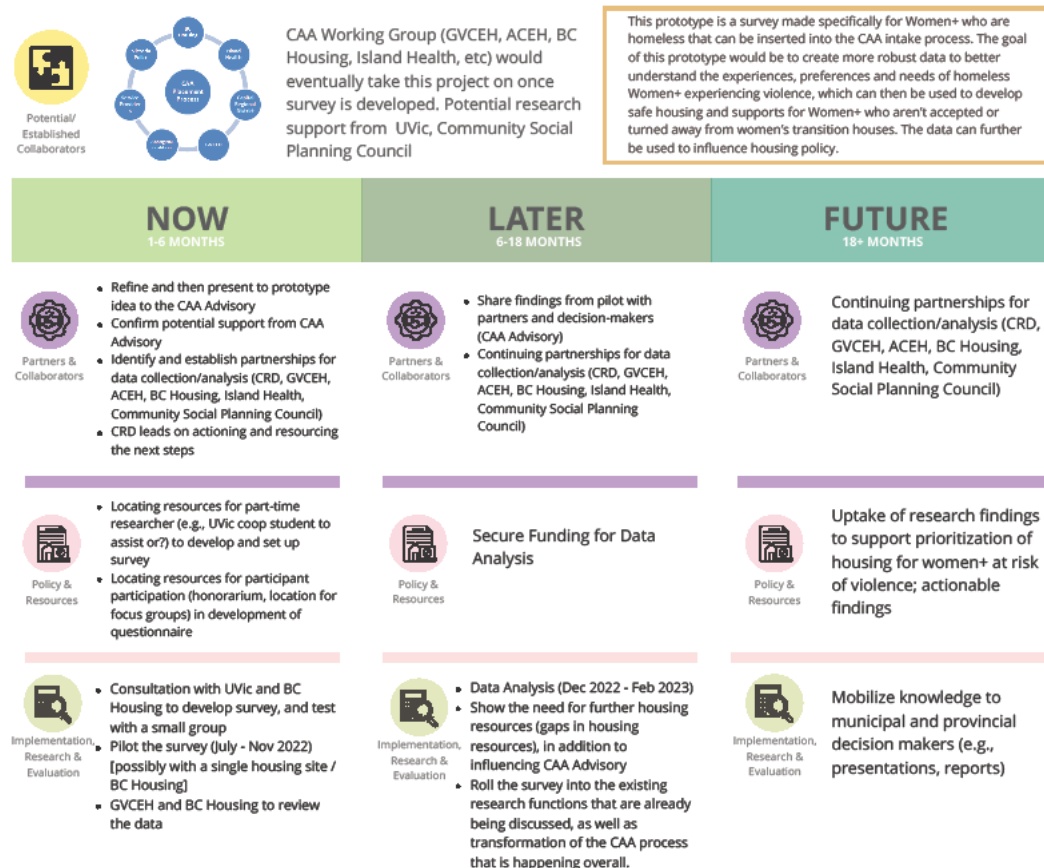 Potential/
Established
Collaborators
CAA
Placement
Process
Island
Health
CAA Working Group (GVCEH, ACEH, BC
Housing, Island Health, etc) would
eventually take this project on once
survey is developed. Potential research
support from UVic, Community Social
Planning Council
This prototype is a survey made specifically for Women+ who are
homeless that can be inserted into the CAA intake process. The goal
of this prototype would be to create more robust data to better
understand the experiences, preferences and needs of homeless
Women+ experiencing violence, which can then be used to develop
safe housing and supports for Women+ who aren't accepted or
turned away from women's transition houses. The data can further
be used to influence housing policy.
NOW
1-6 MONTHS
LATER
6-18 MONTHS
FUTURE
18+ MONTHS
Partners &
Collaborators
• Refine and then present to prototype
idea to the CAA Advisory
• Confirm potential support from CAA
Advisory
• Identify and establish partnerships for
data collection/analysis (CRD, GVCEH,
ACEH, BC Housing, Island Health,
Community Social Planning Council)
• CRD leads on actioning and resourcing
the next steps
Partners &
Collaborators
• Share findings from pilot with
partners and decision-makers
(CAA Advisory)
• Continuing partnerships for data
collection/analysis (CRD, GVCEH,
ACEH, BC Housing, Island Health,
Community Social Planning
Council)
Partners &
Collaborators
Continuing partnerships for
data collection/analysis (CRD,
GVCEH, ACEH, BC Housing,
Island Health, Community
Social Planning Council)
Policy &
Resources
• Locating resources for part-time
researcher (e.g., UVic coop student to
assist or?) to develop and set up
survey
• Locating resources for participant
participation (honorarium, location for
focus groups) in development of
questionnaire
Policy &
Resources
Secure Funding for Data
Analysis
Policy &
Resources
Uptake of research findings
to support prioritization of
housing for women+ at risk
of violence; actionable
findings
Implementation,
Research &
Evaluation
• Consultation with UVic and BC
Housing to develop survey, and test
with a small group
• Pilot the survey (July - Nov 2022)
[possibly with a single housing site /
BC Housing]
• GVCEH and BC Housing to review
the data
Implementation,
Research &
Evaluation
• Data Analysis (Dec 2022 - Feb 2023)
• Show the need for further housing
resources (gaps in housing
resources), in addition to
influencing CAA Advisory
• Roll the survey into the existing
research functions that are already
being discussed, as well as
transformation of the CAA process
that is happening overall.
Implementation,
Research &
Evaluation
Mobilize knowledge to
municipal and provincial
decision makers (e.g.,
presentations, reports)